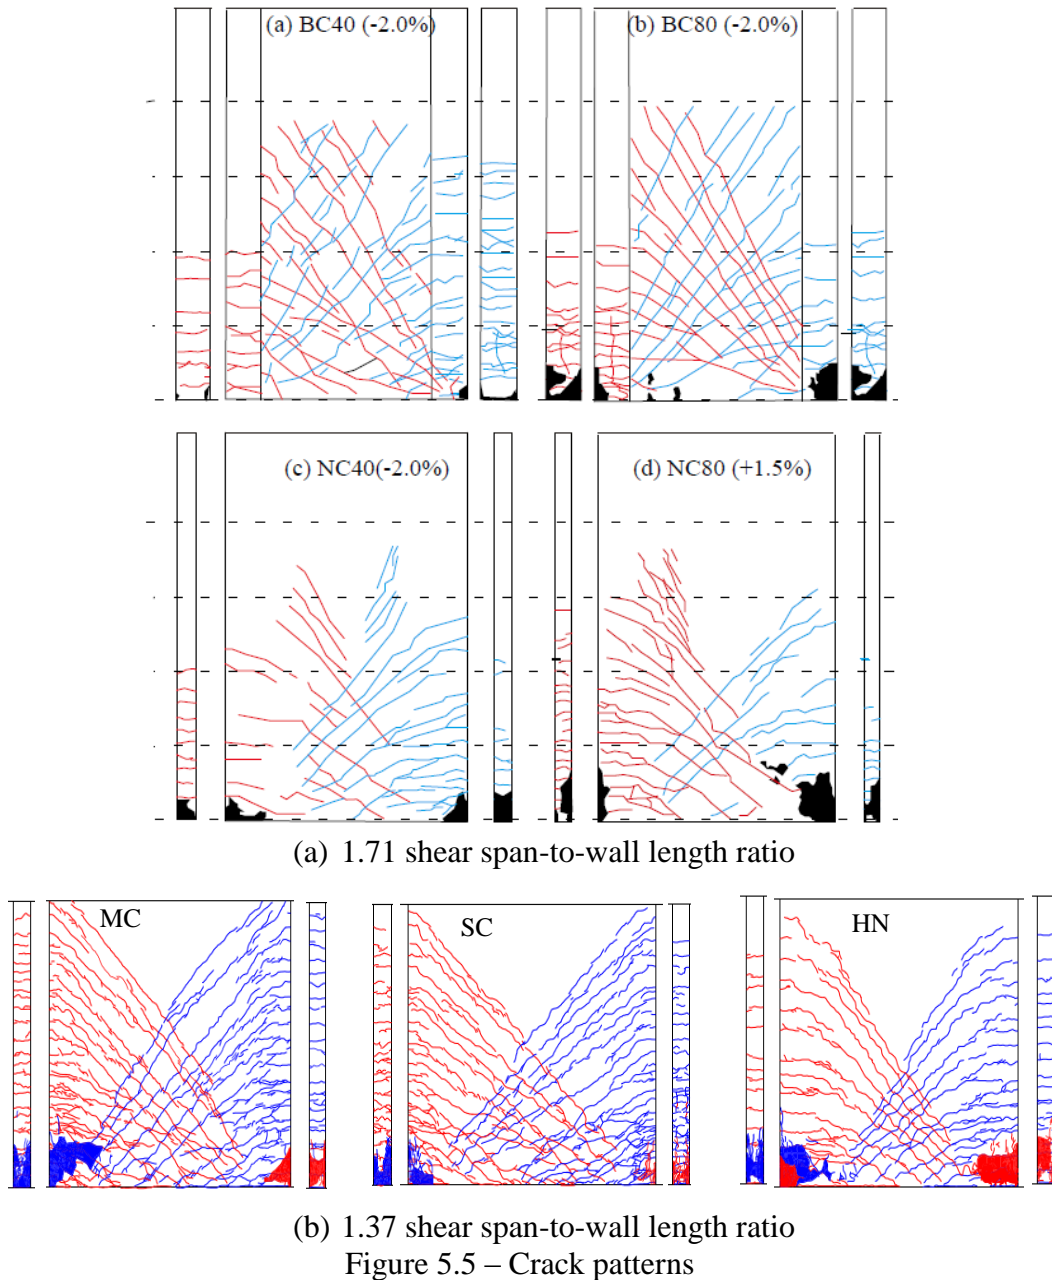 (a) BC40 (-2.0%)
(b) BC80 (-2.0%)
(c) NC40(-2.0%)
(d) NC80 (+1.5%)
(a) 1.71 shear span-to-wall length ratio
MC
SC
HN
(b) 1.37 shear span-to-wall length ratio
Figure 5.5 – Crack patterns